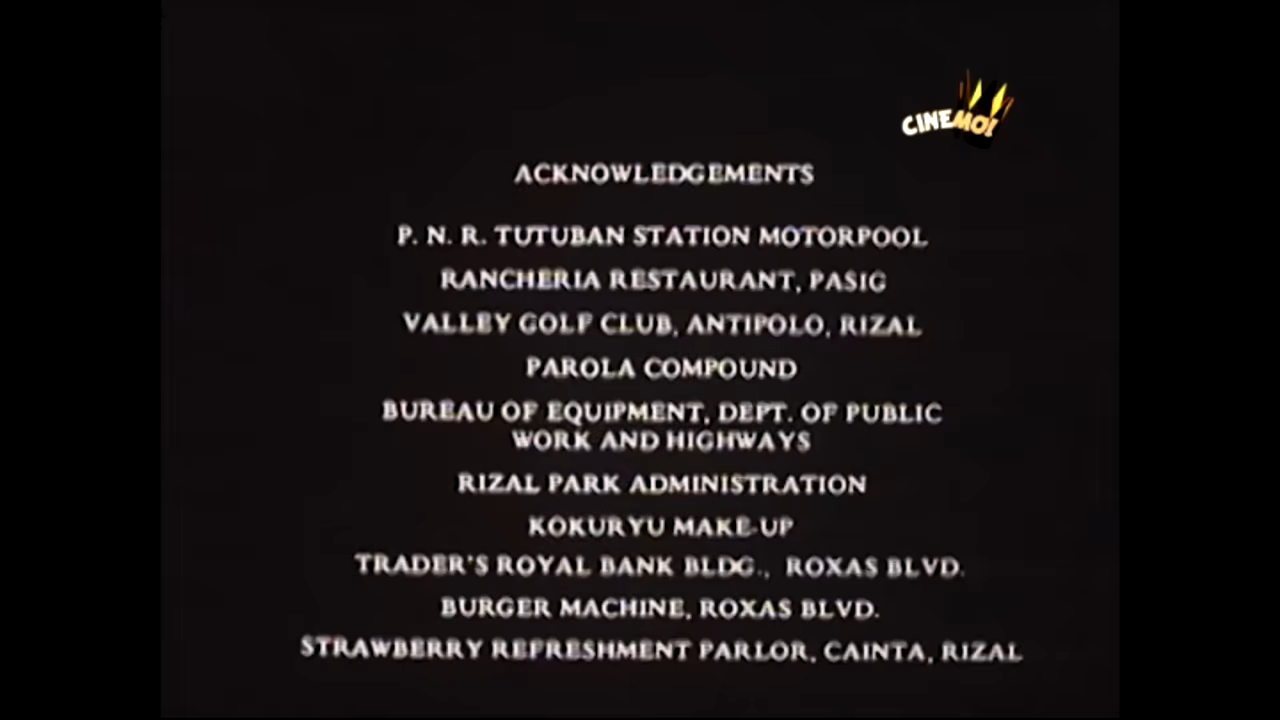 CINEMO!
ACKNOWLEDGEMENTS
P. N. R. TUTUBAN STATION MOTORPOOL
RANCHERIA RESTAURANT, PASIG
VALLEY GOLF CLUB, ANTIPOLO, RIZAL
PAROLA COMPOUND
BUREAU OF EQUIPMENT, DEPT. OF PUBLIC
WORK AND HIGHWAYS
RIZAL PARK ADMINISTRATION
KOKURYU MAKE-UP
TRADER'S ROYAL BANK BLDG., ROXAS BLVD.
BURGER MACHINE, ROXAS BLVD.
STRAWBERRY REFRESHMENT PARLOR, CAINTA, RIZAL